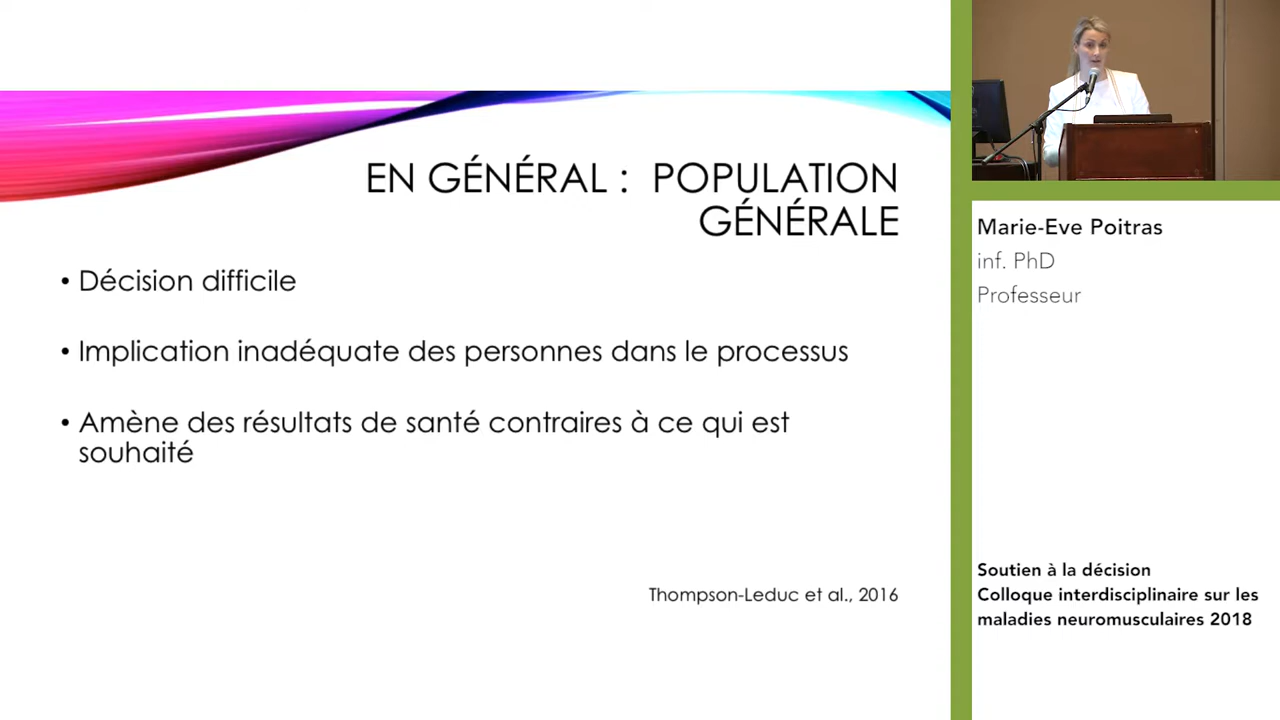 EN GÉNÉRAL : POPULATION
GÉNÉRALE
• Décision difficile
• Implication inadéquate des personnes dans le processus
• Amène des résultats de santé contraires à ce qui est
souhaité
Thompson-Leduc et al., 2016
Marie-Eve Poitras
inf. PhD
Professeur
Soutien à la décision
Colloque interdisciplinaire sur les
maladies neuromusculaires 2018